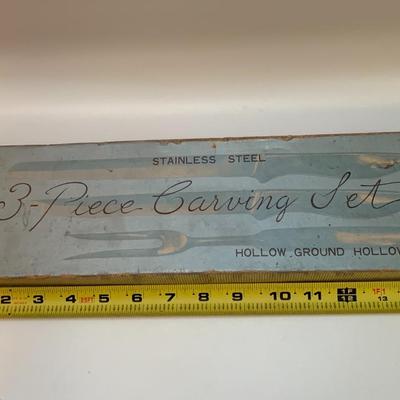 STAINLESS STEEL
3-Piece Carving Set
HOLLOW GROUND HOLLOW
2 3 4 5 6 7 8 9 10 11 1F 12 13